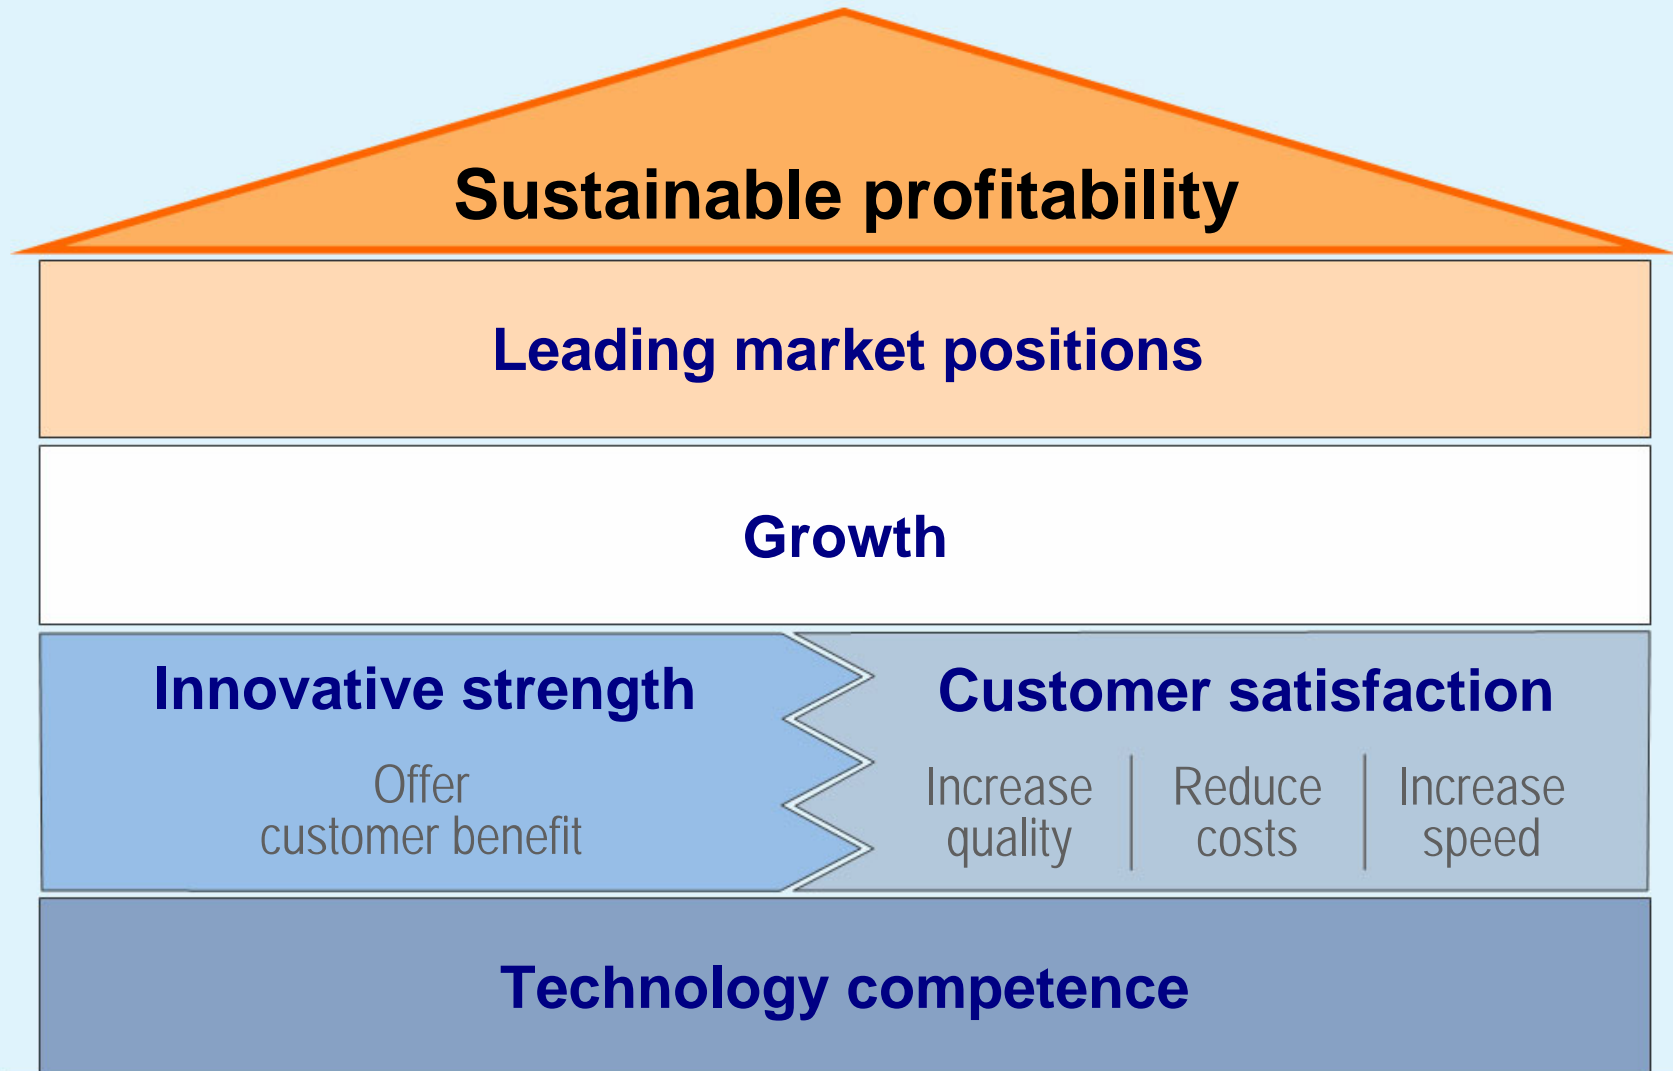 Sustainable profitability
Leading market positions
Growth
Innovative strength
Offer
customer benefit
Customer satisfaction
Increase
quality
Reduce
costs
Increase
speed
Technology competence